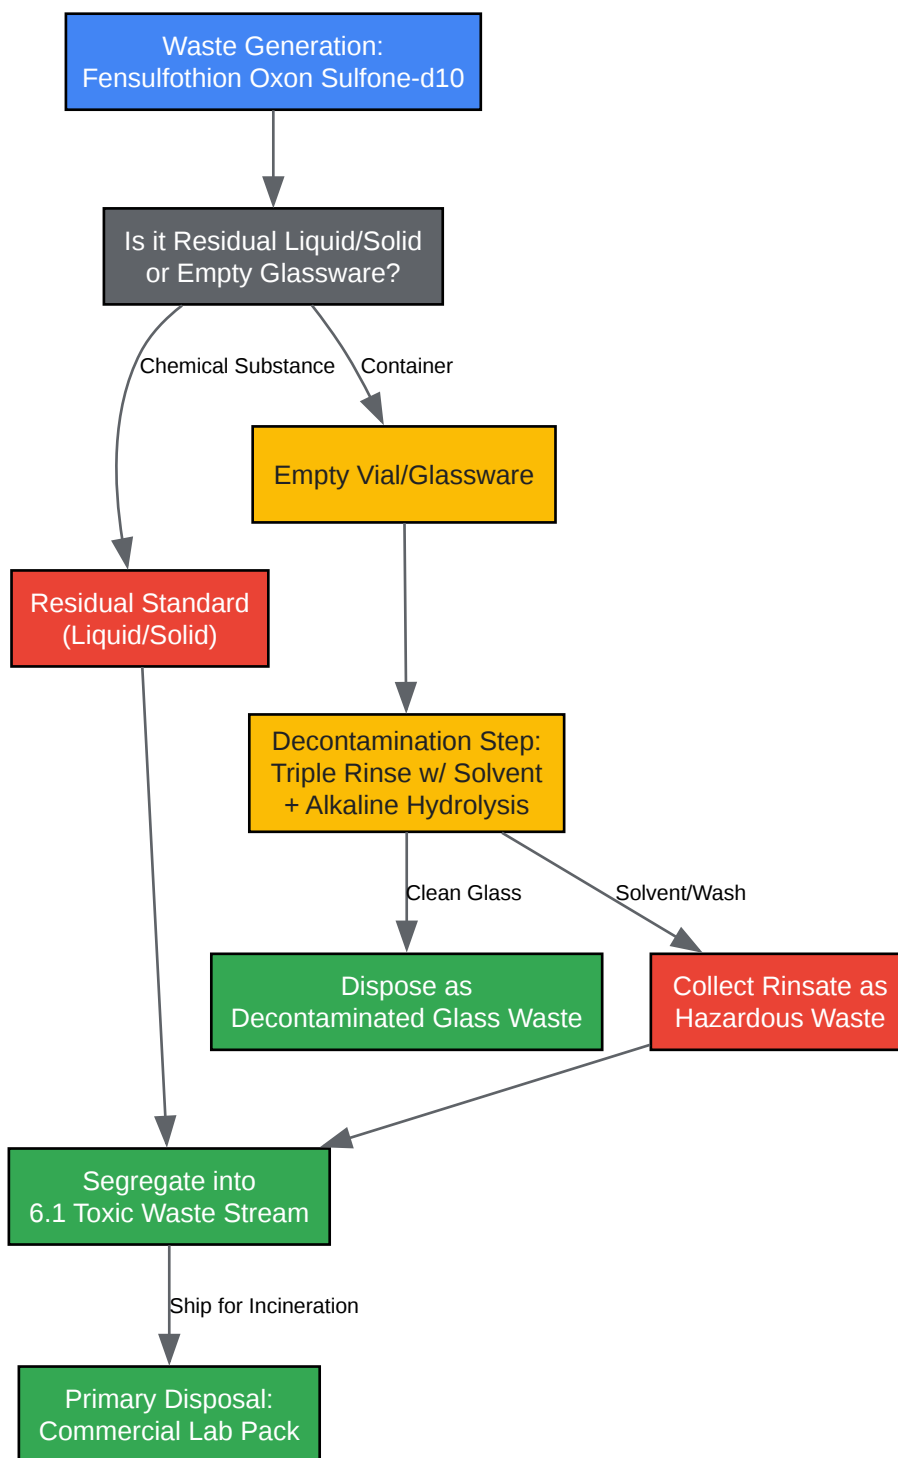 Waste Generation:
Fensulfothion Oxon Sulfone-d10
Is it Residual Liquid/Solid
or Empty Glassware?
Chemical Substance
Container
Empty Vial/Glassware
Residual Standard
(Liquid/Solid)
Decontamination Step:
Triple Rinse w/ Solvent
+ Alkaline Hydrolysis
Clean Glass
Solvent/Wash
Dispose as
Decontaminated Glass Waste
Collect Rinsate as
Hazardous Waste
Segregate into
6.1 Toxic Waste Stream
Ship for Incineration
Primary Disposal:
Commercial Lab Pack